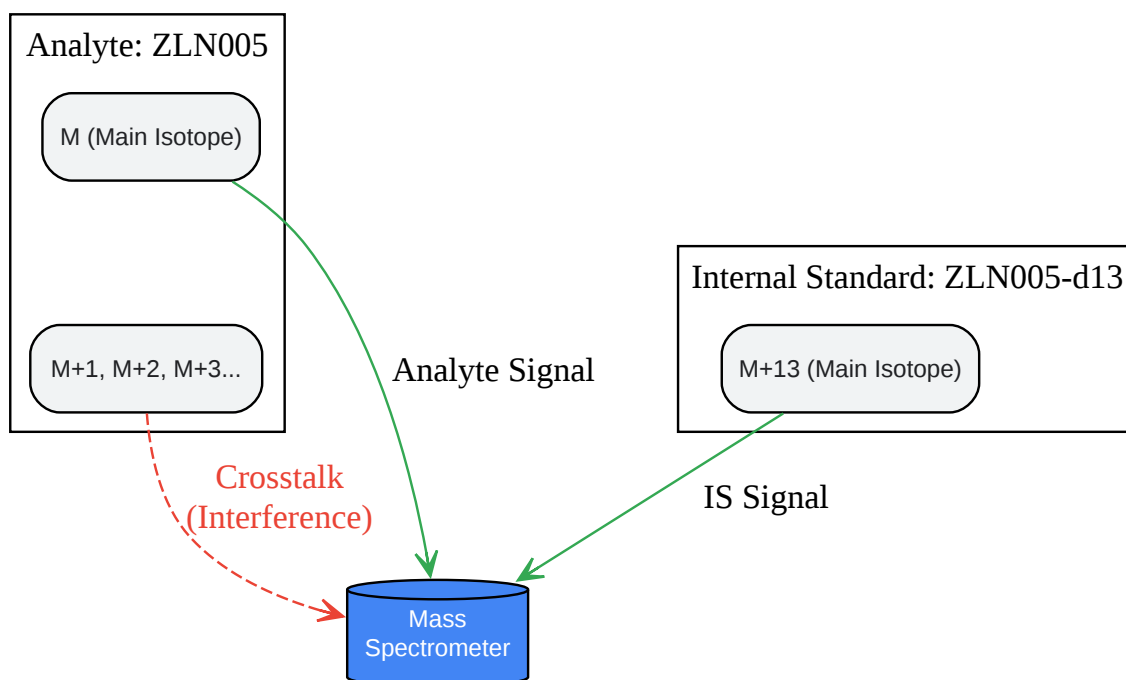 Analyte: ZLN005
M (Main Isotope)
Internal Standard: ZLN005-d13
M+1, M+2, M+3...
M+13 (Main Isotope)
Analyte Signal
Crosstalk
(Interference)
IS Signal
Mass
Spectrometer